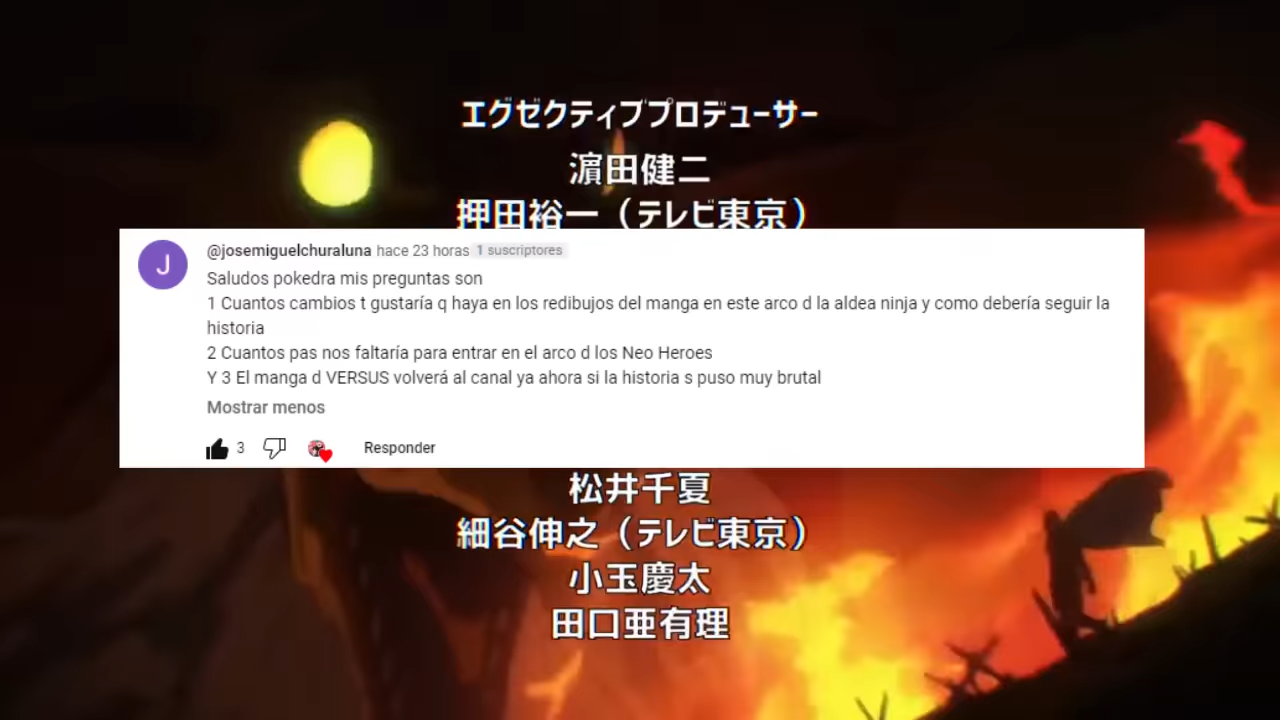 エグゼクティブプロデューサー
濵田健二
押田裕一（テレビ東京）
J
@josemiguelchuraluna hace 23 horas 1 suscriptores
Saludos pokedra mis preguntas son
1 Cuantos cambios t gustaría q haya en los redibujos del manga en este arco d la aldea ninja y como debería seguir la
historia
2 Cuantos pas nos faltaría para entrar en el arco d los Neo Heroes
Y 3 El manga d VERSUS volverá al canal ya ahora si la historia s puso muy brutal
Mostrar menos
3 Responder
松井千夏
細谷伸之（テレビ東京）
小玉慶太
田口亜有理